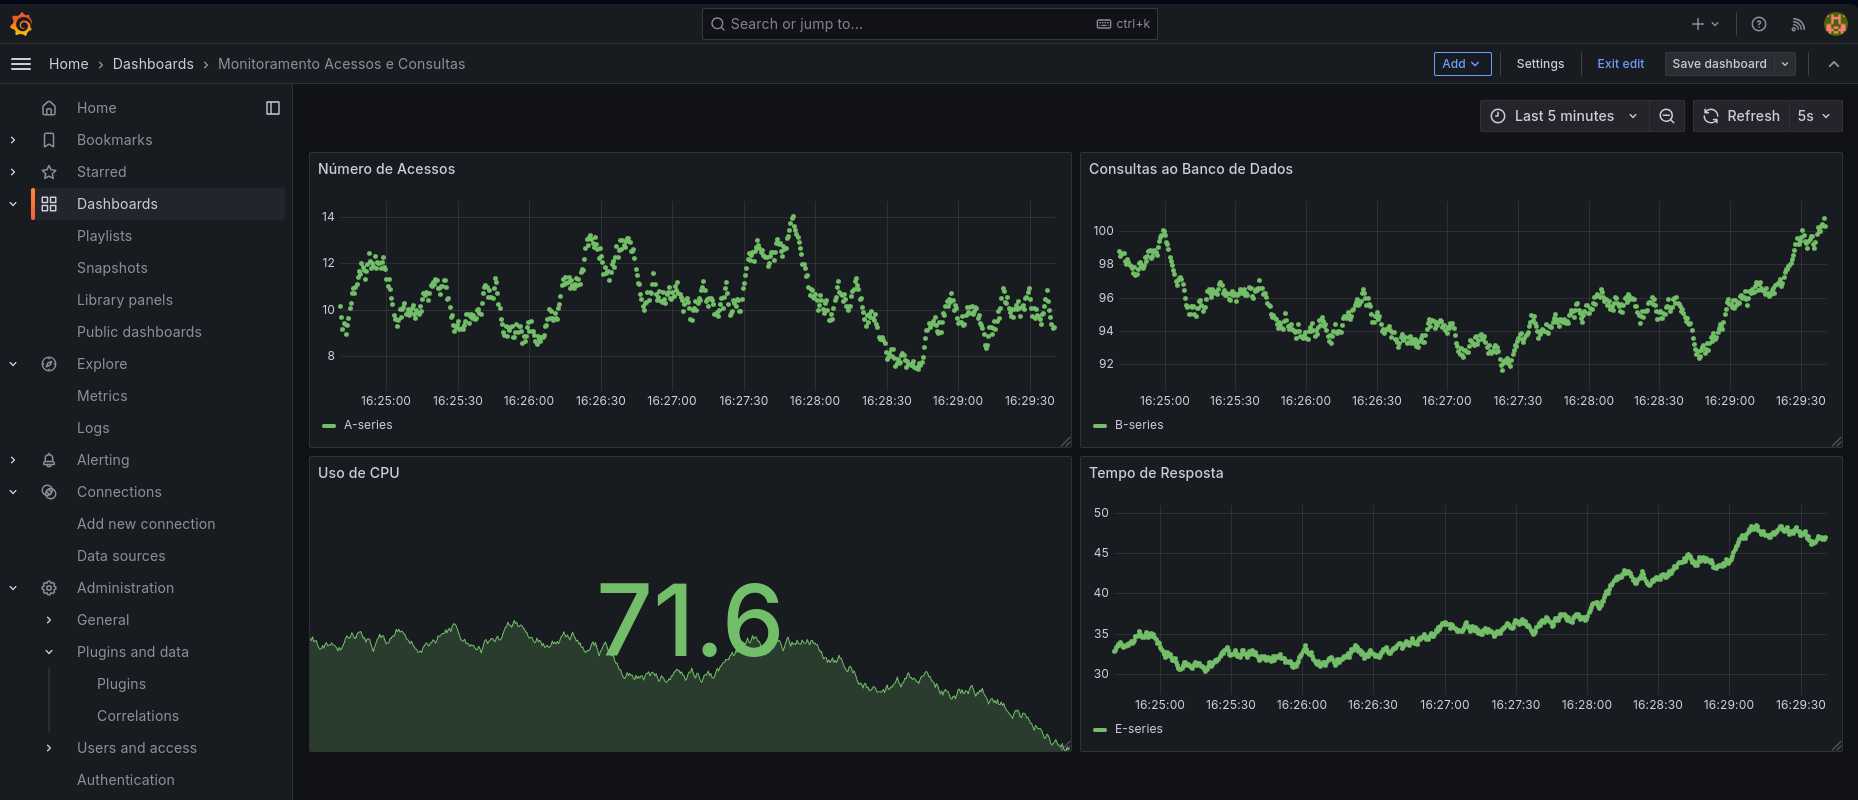 Search or jump to... ctrl+k
Home › Dashboards › Monitoramento Acessos e Consultas
Add Settings Exit edit Save dashboard
Home
Bookmarks
Starred
Dashboards
Playlists
Snapshots
Library panels
Public dashboards
Explore
Metrics
Logs
Alerting
Connections
Add new connection
Data sources
Administration
General
Plugins and data
Plugins
Correlations
Users and access
Authentication
Last 5 minutes Refresh 5s
Número de Acessos
14
12
10
8
16:25:00 16:25:30 16:26:00 16:26:30 16:27:00 16:27:30 16:28:00 16:28:30 16:29:00 16:29:30
A-series
Consultas ao Banco de Dados
100
98
96
94
92
16:25:00 16:25:30 16:26:00 16:26:30 16:27:00 16:27:30 16:28:00 16:28:30 16:29:00 16:29:30
B-series
Uso de CPU
71.6
Tempo de Resposta
50
45
40
35
30
16:25:00 16:25:30 16:26:00 16:26:30 16:27:00 16:27:30 16:28:00 16:28:30 16:29:00 16:29:30
E-series